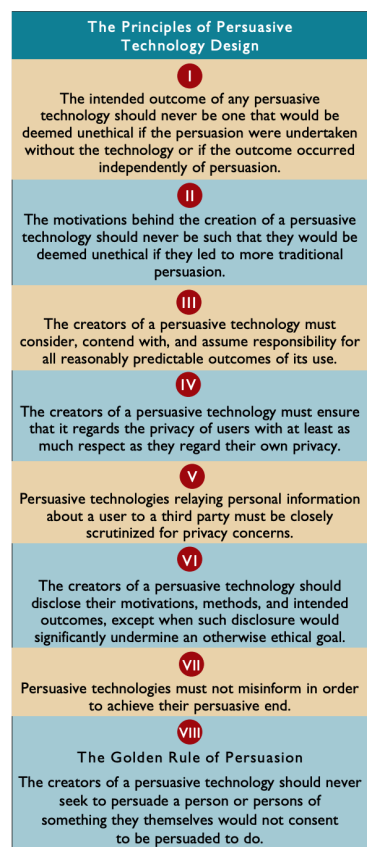 The Principles of Persuasive
Technology Design
I
The intended outcome of any persuasive
technology should never be one that would be
deemed unethical if the persuasion were undertaken
without the technology or if the outcome occurred
independently of persuasion.
II
The motivations behind the creation of a persuasive
technology should never be such that they would be
deemed unethical if they led to more traditional
persuasion.
III
The creators of a persuasive technology must
consider, contend with, and assume responsibility for
all reasonably predictable outcomes of its use.
IV
The creators of a persuasive technology must ensure
that it regards the privacy of users with at least as
much respect as they regard their own privacy.
V
Persuasive technologies relaying personal information
about a user to a third party must be closely
scrutinized for privacy concerns.
VI
The creators of a persuasive technology should
disclose their motivations, methods, and intended
outcomes, except when such disclosure would
significantly undermine an otherwise ethical goal.
VII
Persuasive technologies must not misinform in order
to achieve their persuasive end.
VIII
The Golden Rule of Persuasion
The creators of a persuasive technology should never
seek to persuade a person or persons of
something they themselves would not consent
to be persuaded to do.